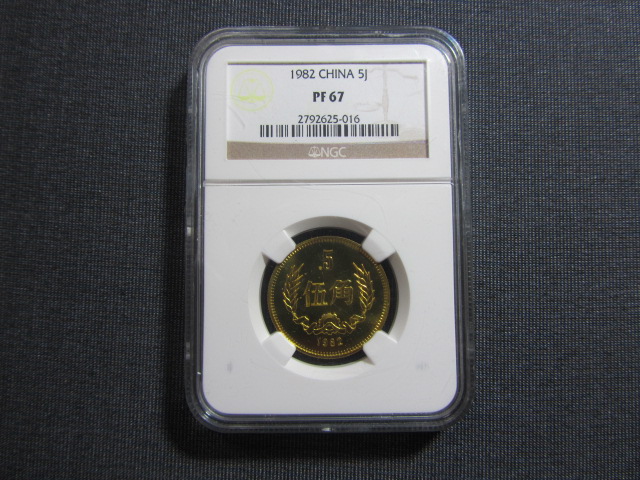 1982 CHINA 5J
PF 67
2792625-016
NGC
5
伍角
1982